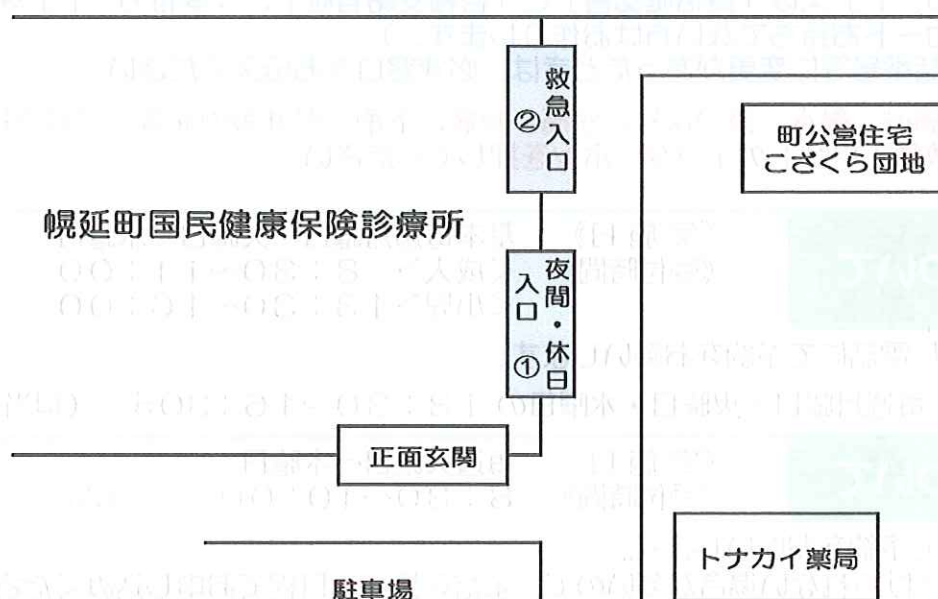 救急入口
②
町公営住宅
こざくら団地
幌延町国民健康保険診療所
夜間・休日
入口 ①
正面玄関
トナカイ薬局
駐車場